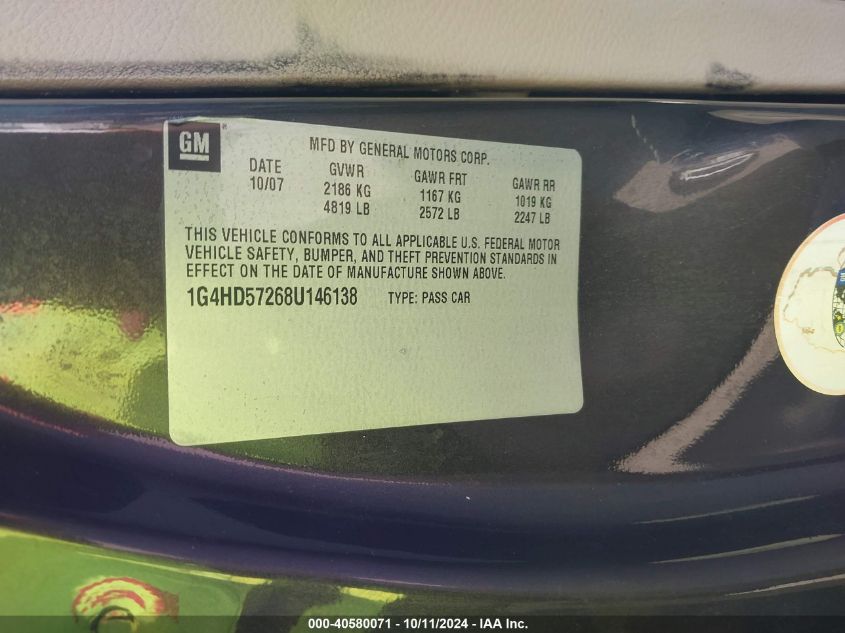 GM
MFD BY GENERAL MOTORS CORP.
DATE GVWR GAWR FRT GAWR RR
10/07 2186 KG 1167 KG 1019 KG
4819 LB 2572 LB 2247 LB
THIS VEHICLE CONFORMS TO ALL APPLICABLE U.S. FEDERAL MOTOR
VEHICLE SAFETY, BUMPER, AND THEFT PREVENTION STANDARDS IN
EFFECT ON THE DATE OF MANUFACTURE SHOWN ABOVE.
1G4HD57268U146138 TYPE: PASS CAR
000-40580071 - 10/11/2024 - IAA Inc.